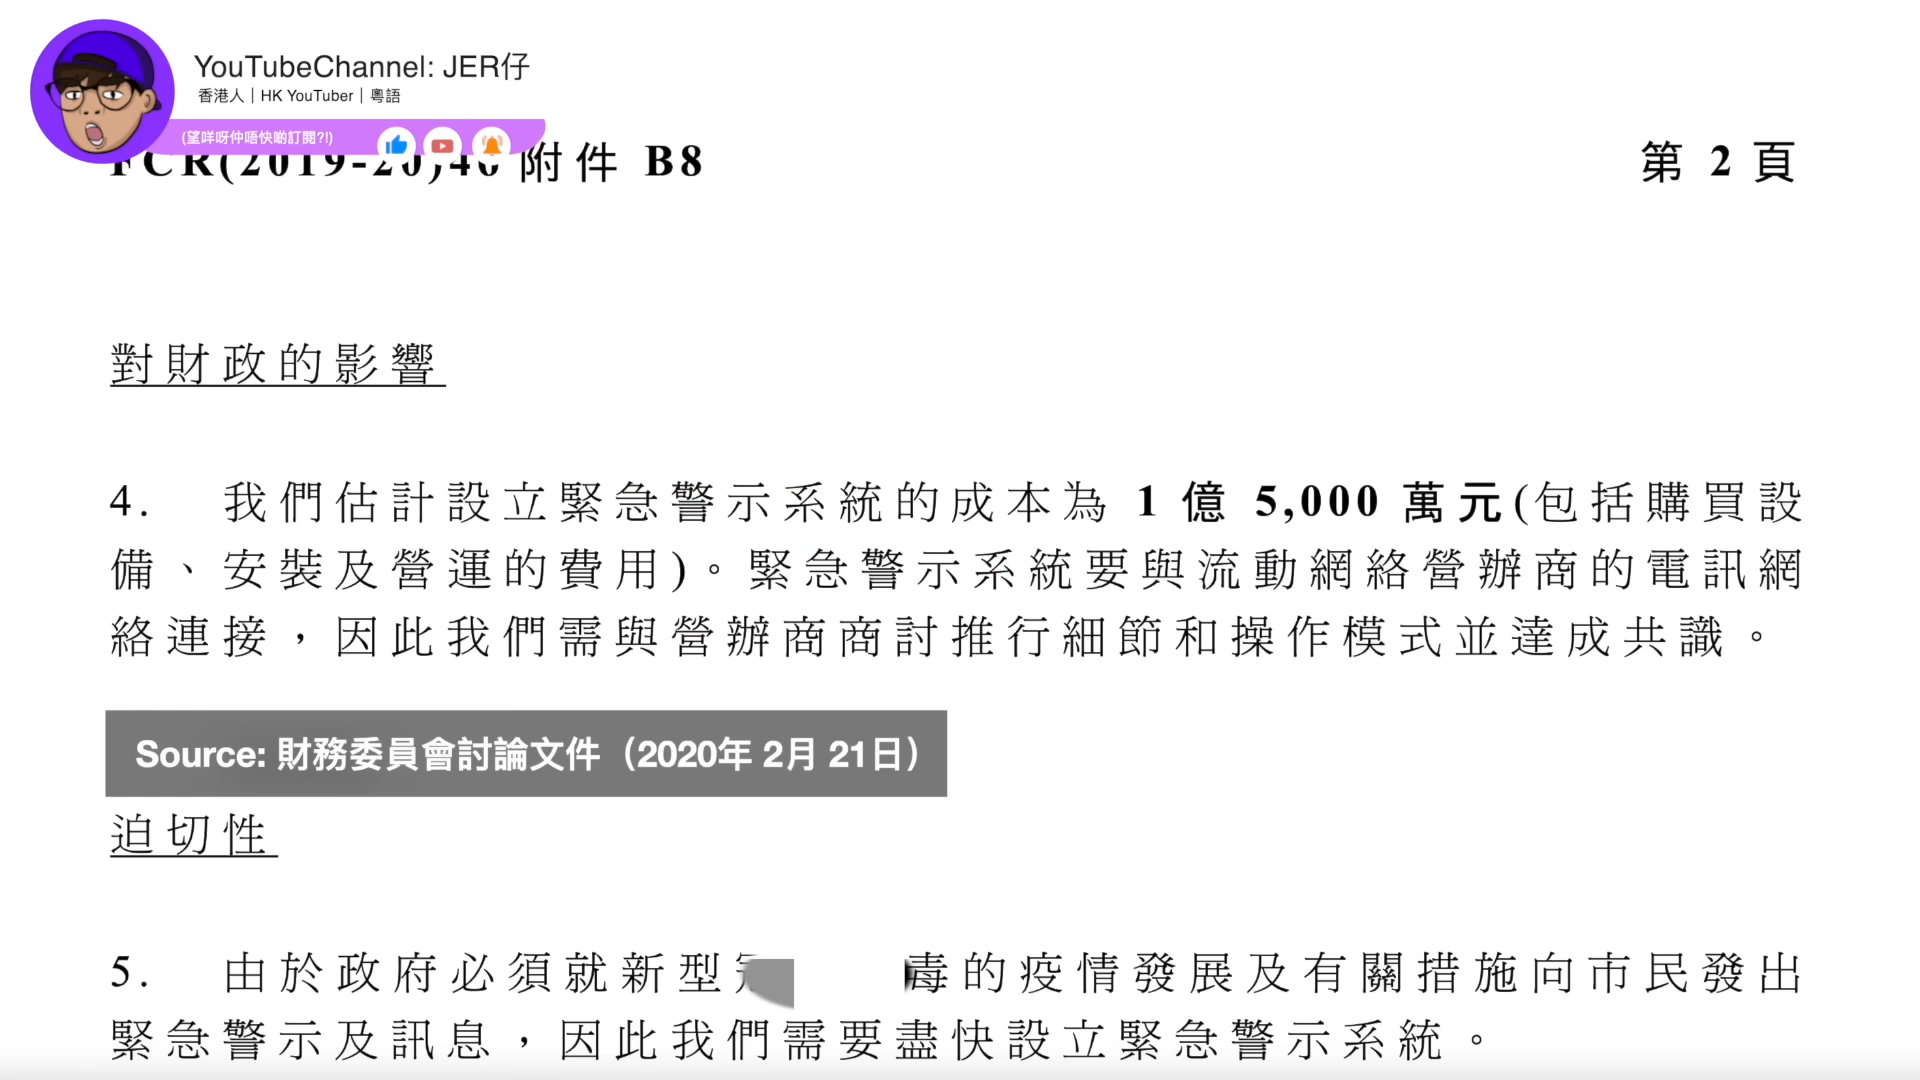 YouTubeChannel: JER仔
香港人｜HK YouTuber｜粵語
(望咩呀仲唔快啲訂閱?!)
FCR(2019-20)46 附件 B8
第 2 頁
對財政的影響
4. 我們估計設立緊急警示系統的成本為 1 億 5,000 萬元(包括購買設
備、安裝及營運的費用)。緊急警示系統要與流動網絡營辦商的電訊網
絡連接，因此我們需與營辦商商討推行細節和操作模式並達成共識。
Source: 財務委員會討論文件（2020年 2月 21日）
迫切性
5. 由於政府必須就新型 毒的疫情發展及有關措施向市民發出
緊急警示及訊息，因此我們需要盡快設立緊急警示系統。